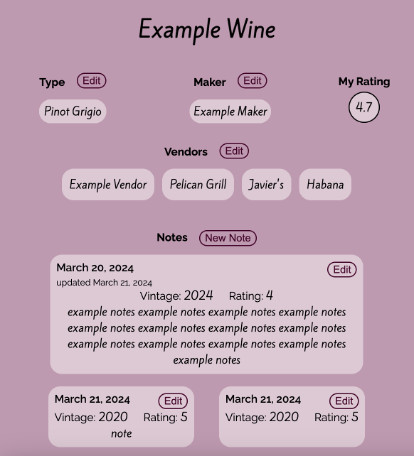 Example Wine
Type Edit Maker Edit My Rating
Pinot Grigio Example Maker 4.7
Vendors Edit
Example Vendor Pelican Grill Javier's Habana
Notes New Note
March 20, 2024 Edit
updated March 21, 2024
Vintage: 2024 Rating: 4
example notes example notes example notes example notes
example notes example notes example notes example notes
example notes example notes example notes example notes
example notes
March 21, 2024 Edit
Vintage: 2020 Rating: 5
note
March 21, 2024 Edit
Vintage: 2020 Rating: 5